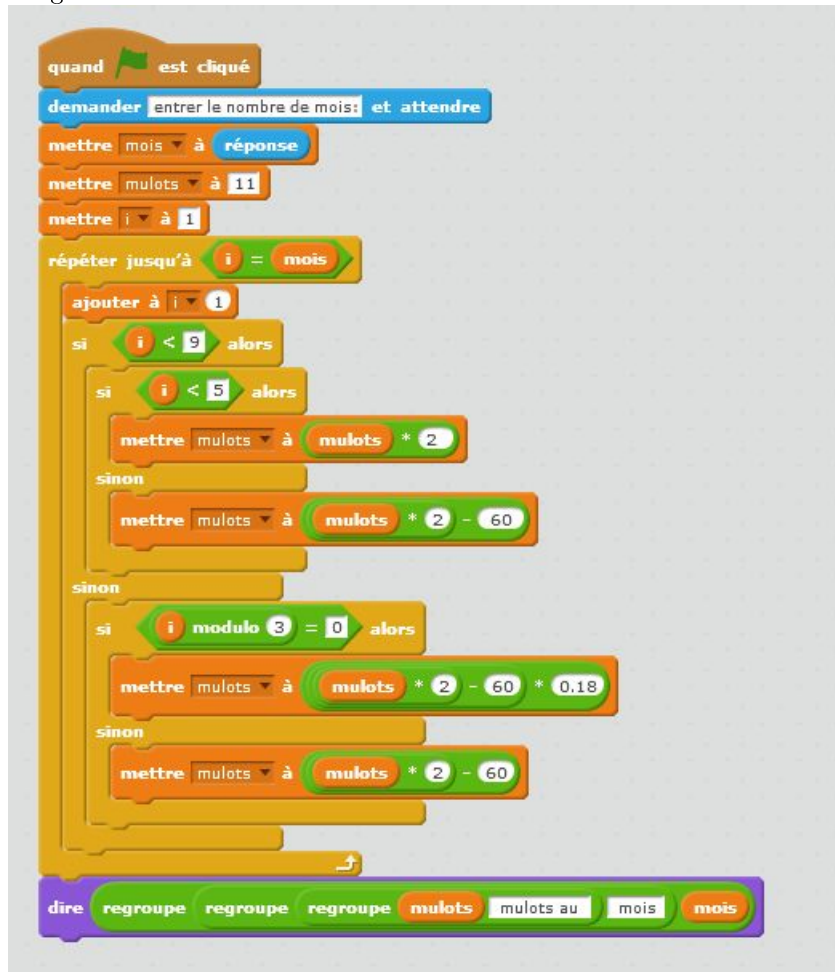 quand est cliqué
demander entrer le nombre de mois: et attendre
mettre mois à réponse
mettre mulots à 11
mettre i à 1
répéter jusqu'à i = mois
ajouter à i 1
si i < 9 alors
si i < 5 alors
mettre mulots à mulots * 2
sinon
mettre mulots à mulots * 2 - 60
sinon
si i modulo 3 = 0 alors
mettre mulots à mulots * 2 - 60 * 0.18
sinon
mettre mulots à mulots * 2 - 60
dire regroupe regroupe regroupe mulots mulots au mois mois